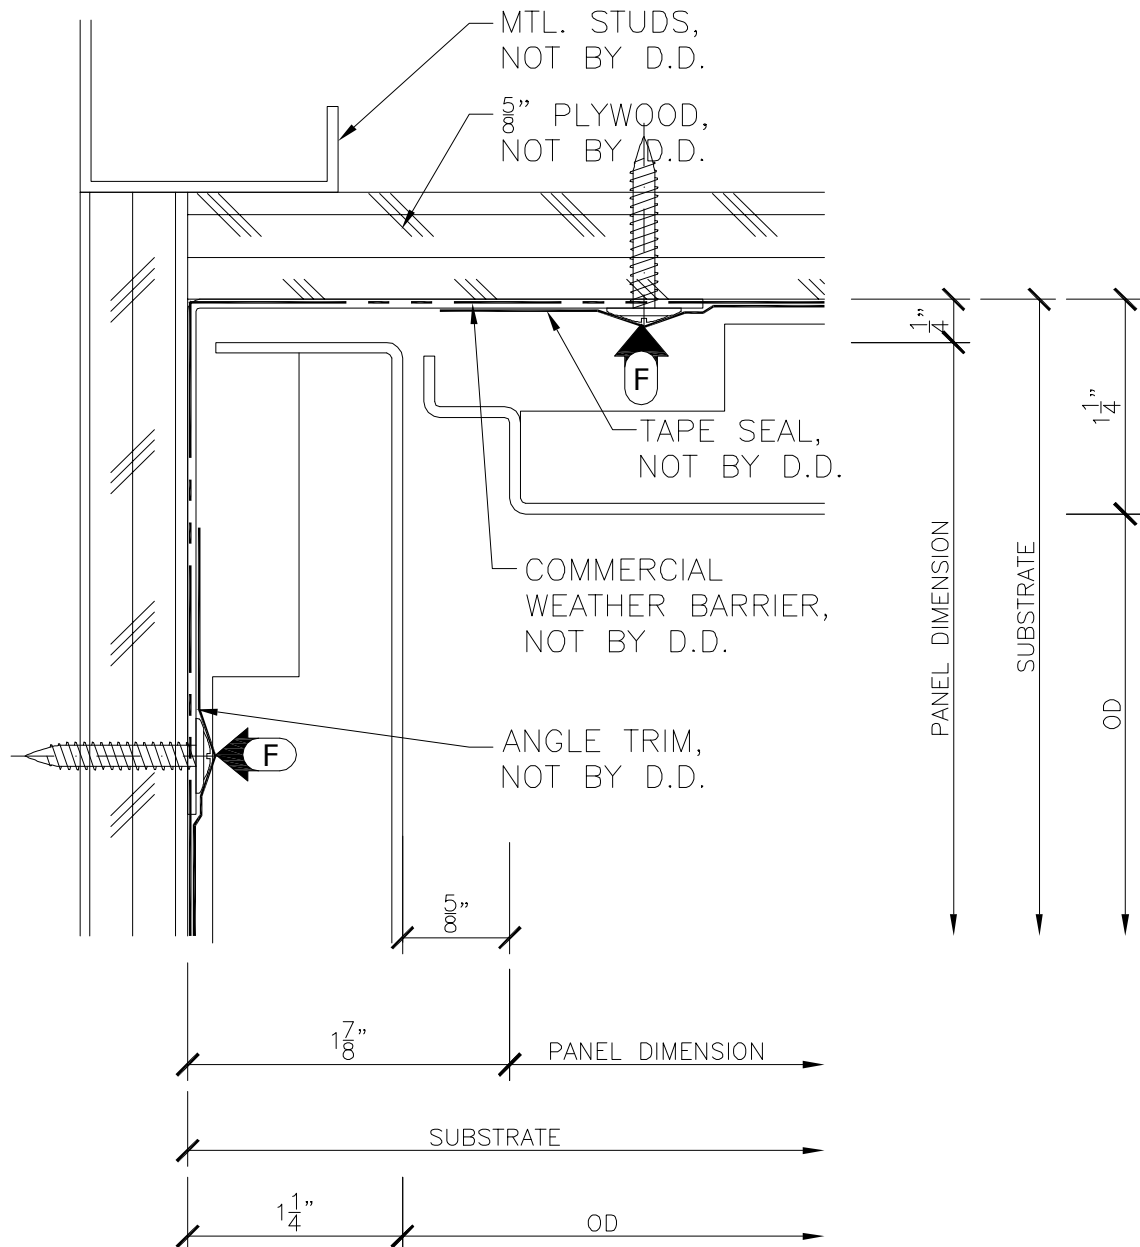 MTL. STUDS,
NOT BY D.D.
5/8" PLYWOOD,
NOT BY D.D.
1/4"
1 1/4"
F
TAPE SEAL,
NOT BY D.D.
PANEL DIMENSION
SUBSTRATE
OD
COMMERCIAL
WEATHER BARRIER,
NOT BY D.D.
F
ANGLE TRIM,
NOT BY D.D.
5/8"
1 7/8"
PANEL DIMENSION
SUBSTRATE
1 1/4"
OD